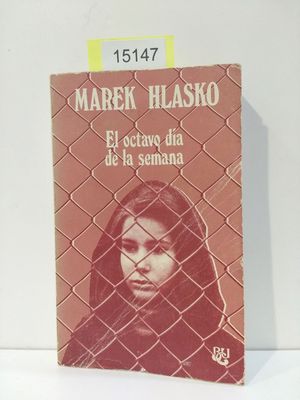 15147
MAREK HLASKO
El octavo día
de la semana